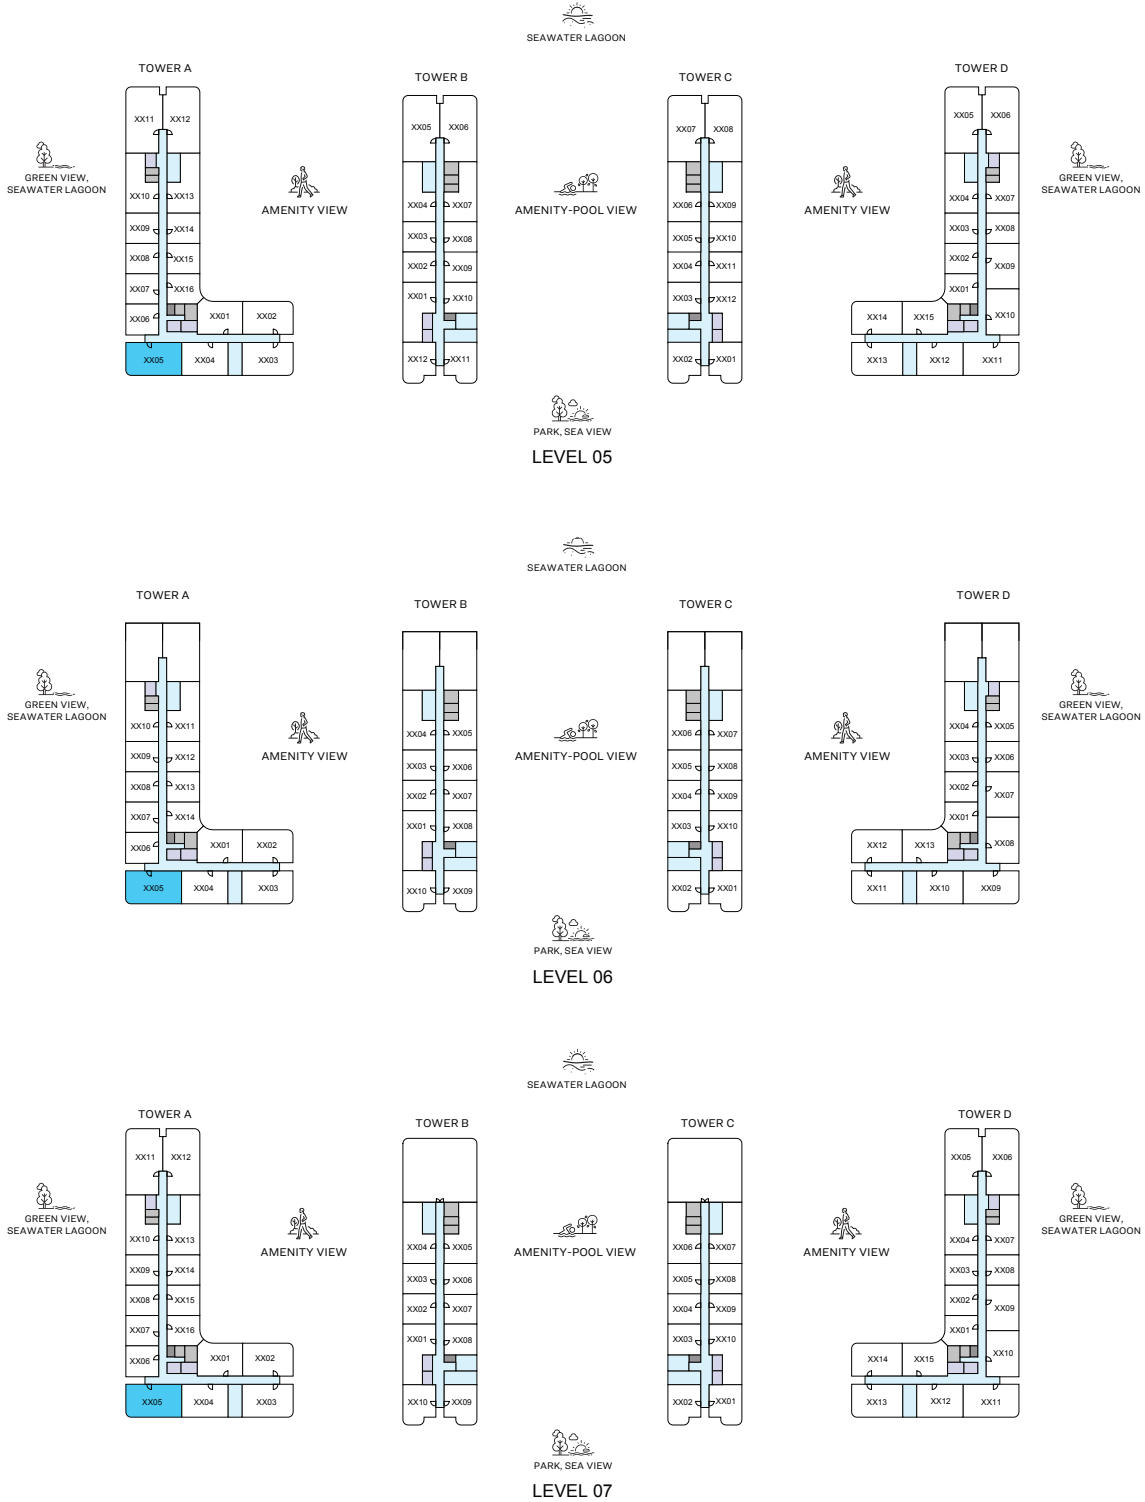 SEAWATER LAGOON
TOWER A
TOWER B
TOWER C
TOWER D
XX11 XX12
XX05 XX06
XX07 XX08
XX05 XX06
GREEN VIEW,
SEAWATER LAGOON
AMENITY VIEW
AMENITY-POOL VIEW
AMENITY VIEW
GREEN VIEW,
SEAWATER LAGOON
XX10 XX13
XX04 XX07
XX06 XX09
XX04 XX07
XX09 XX14
XX03 XX08
XX05 XX10
XX03 XX08
XX08 XX15
XX02 XX09
XX04 XX11
XX02 XX09
XX07 XX16
XX01 XX10
XX03 XX12
XX01
XX06 XX01 XX02
XX14 XX15 XX10
XX05 XX04 XX03
XX12 XX11
XX02 XX01
XX13 XX12 XX11
PARK, SEA VIEW
LEVEL 05
SEAWATER LAGOON
TOWER A
TOWER B
TOWER C
TOWER D
GREEN VIEW,
SEAWATER LAGOON
AMENITY VIEW
AMENITY-POOL VIEW
AMENITY VIEW
GREEN VIEW,
SEAWATER LAGOON
XX10 XX11
XX04 XX05
XX06 XX07
XX04 XX05
XX09 XX12
XX03 XX06
XX05 XX08
XX03 XX06
XX08 XX13
XX02 XX07
XX04 XX09
XX02 XX07
XX07 XX14
XX01 XX08
XX03 XX10
XX01
XX06 XX01 XX02
XX12 XX13 XX08
XX05 XX04 XX03
XX10 XX09
XX02 XX01
XX11 XX10 XX09
PARK, SEA VIEW
LEVEL 06
SEAWATER LAGOON
TOWER A
TOWER B
TOWER C
TOWER D
XX11 XX12
XX05 XX06
GREEN VIEW,
SEAWATER LAGOON
AMENITY VIEW
AMENITY-POOL VIEW
AMENITY VIEW
GREEN VIEW,
SEAWATER LAGOON
XX10 XX13
XX04 XX05
XX06 XX07
XX04 XX07
XX09 XX14
XX03 XX06
XX05 XX08
XX03 XX08
XX08 XX15
XX02 XX07
XX04 XX09
XX02 XX09
XX07 XX16
XX01 XX08
XX03 XX10
XX01
XX06 XX01 XX02
XX14 XX15 XX10
XX05 XX04 XX03
XX10 XX09
XX02 XX01
XX13 XX12 XX11
PARK, SEA VIEW
LEVEL 07